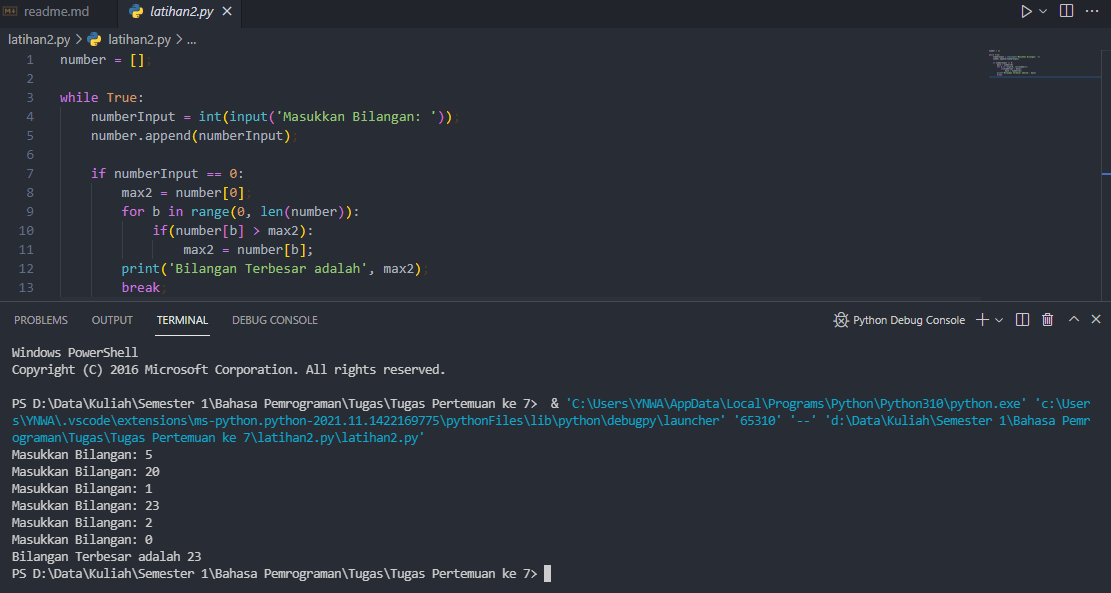 readme.md latihan2.py
latihan2.py > latihan2.py > ...
1 number = [];
2
3 while True:
4 numberInput = int(input('Masukkan Bilangan: '));
5 number.append(numberInput);
6
7 if numberInput == 0:
8 max2 = number[0];
9 for b in range(0, len(number)):
10 if(number[b] > max2):
11 max2 = number[b];
12 print('Bilangan Terbesar adalah', max2);
13 break;
PROBLEMS OUTPUT TERMINAL DEBUG CONSOLE Python Debug Console
Windows PowerShell
Copyright (C) 2016 Microsoft Corporation. All rights reserved.
PS D:\Data\Kuliah\Semester 1\Bahasa Pemrograman\Tugas\Tugas Pertemuan ke 7> & 'C:\Users\YNWA\AppData\Local\Programs\Python\Python310\python.exe' 'c:\User
s\YNWA\.vscode\extensions\ms-python.python-2021.11.1422169775\pythonFiles\lib\python\debugpy\launcher' '65310' '--' 'd:\Data\Kuliah\Semester 1\Bahasa Pemr
ograman\Tugas\Tugas Pertemuan ke 7\latihan2.py\latihan2.py'
Masukkan Bilangan: 5
Masukkan Bilangan: 20
Masukkan Bilangan: 1
Masukkan Bilangan: 23
Masukkan Bilangan: 2
Masukkan Bilangan: 0
Bilangan Terbesar adalah 23
PS D:\Data\Kuliah\Semester 1\Bahasa Pemrograman\Tugas\Tugas Pertemuan ke 7>